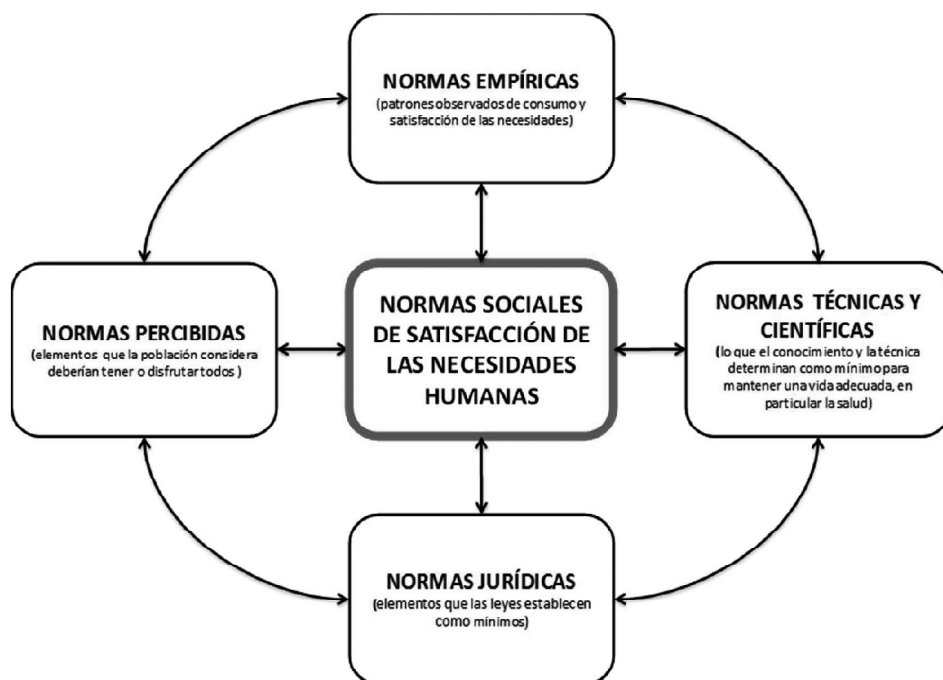 NORMAS EMPÍRICAS
(patrones observados de consumo y
satisfacción de las necesidades)
NORMAS PERCIBIDAS
(elementos que la población considera
deberían tener o disfrutar todos )
NORMAS SOCIALES
DE SATISFACCIÓN DE
LAS NECESIDADES
HUMANAS
NORMAS TÉCNICAS Y
CIENTÍFICAS
(lo que el conocimiento y la técnica
determinan como mínimo para
mantener una vida adecuada, en
particular la salud)
NORMAS JURÍDICAS
(elementos que las leyes establecen
como mínimos)